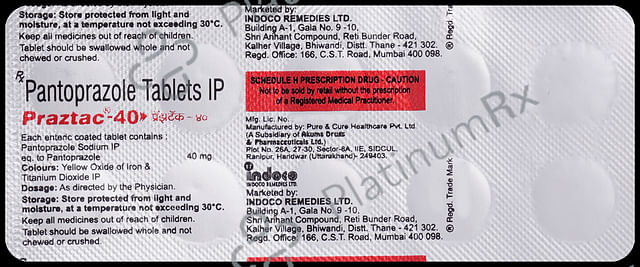 Storage: Store protected from light and
moisture, at a temperature not exceeding 30°C.
Keep all medicines out of reach of children.
Tablet should be swallowed whole and not
chewed or crushed.
Rx
Pantoprazole Tablets IP
Praztac®-40
प्रॅझटॅक - ४०
Each enteric coated tablet contains :
Pantoprazole Sodium IP
eq. to Pantoprazole 40 mg
Colours: Yellow Oxide of Iron &
Titanium Dioxide IP
Dosage: As directed by the Physician.
Storage: Store protected from light and
moisture, at a temperature not exceeding 30°C.
Keep all medicines out of reach of children.
Tablet should be swallowed whole and not
chewed or crushed.
Marketed by:
INDOCO REMEDIES LTD.
Building A-1, Gala No. 9 -10,
Shri Arihant Compound, Reti Bunder Road,
Kalher Village, Bhiwandi, Distt. Thane - 421 302.
Regd. Office: 166, C.S.T. Road, Mumbai 400 098.
® Regd. Trade Mark
SCHEDULE H PRESCRIPTION DRUG - CAUTION
Not to be sold by retail without the prescription
of a Registered Medical Practitioner.
Mfg. Lic. No.
Manufactured by: Pure & Cure Healthcare Pvt. Ltd.
(A Subsidiary of Akums Drugs
& Pharmaceuticals Ltd.)
Plot No. 26A, 27-30, Sector-8A, IIE, SIDCUL,
Ranipur, Haridwar (Uttarakhand)- 249403.
indoco
INDOCO REMEDIES LTD.
Marketed by:
INDOCO REMEDIES LTD.
Building A-1, Gala No. 9 -10,
Shri Arihant Compound, Reti Bunder Road,
Kalher Village, Bhiwandi, Distt. Thane - 421 302.
Regd. Office: 166, C.S.T. Road, Mumbai 400 098.
® Regd. Trade Mark
PlatinumRx